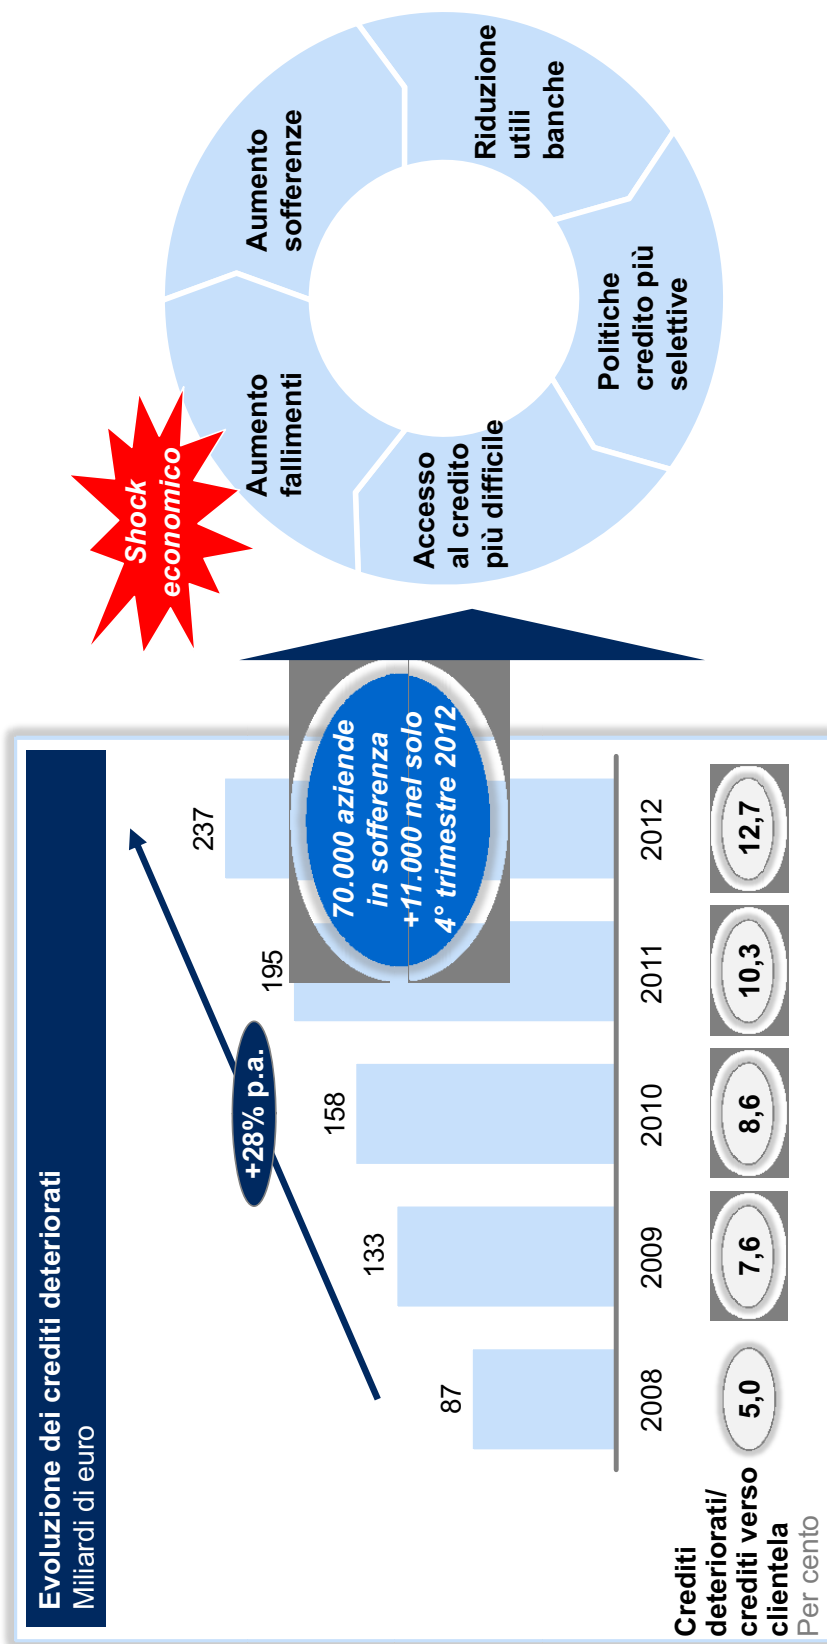 Evoluzione dei crediti deteriorati
Miliardi di euro
+28% p.a.
87
133
158
195
237
70.000 aziende
in sofferenza
+11.000 nel solo
4° trimestre 2012
2008
2009
2010
2011
2012
Crediti
deteriorati/
crediti verso
clientela
Per cento
5,0
7,6
8,6
10,3
12,7
Shock
economico
Aumento
fallimenti
Aumento
sofferenze
Riduzione
utili
banche
Politiche
credito più
selettive
Accesso
al credito
più difficile